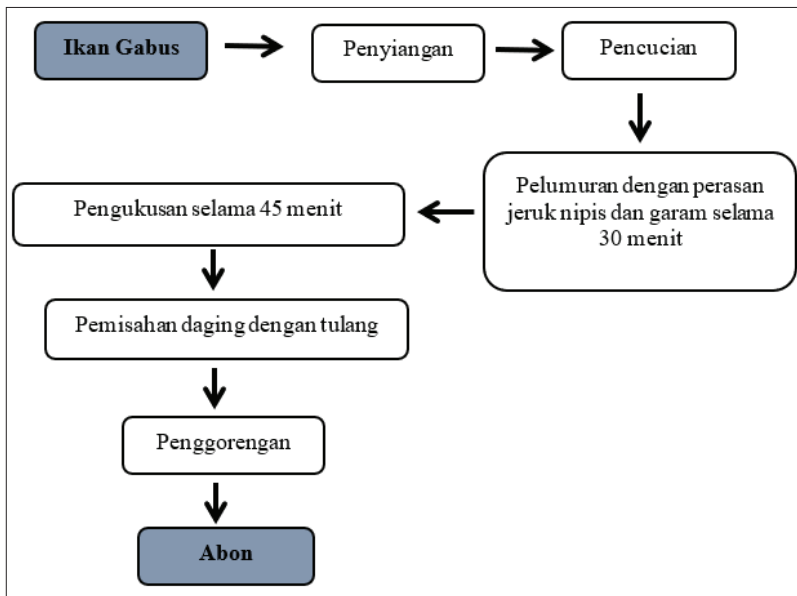 Ikan Gabus
Penyiangan
Pencucian
Pelumuran dengan perasan
jeruk nipis dan garam selama
30 menit
Pengukusan selama 45 menit
Pemisahan daging dengan tulang
Penggorengan
Abon